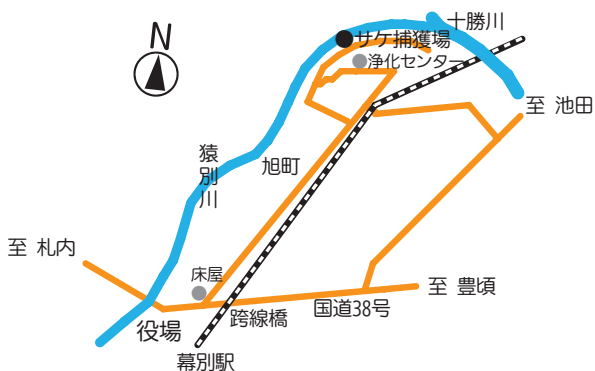 N
十勝川
サケ捕獲場
浄化センター
至 池田
猿別川
旭町
至 札内
床屋
至 豊頃
国道38号
跨線橋
役場
幕別駅